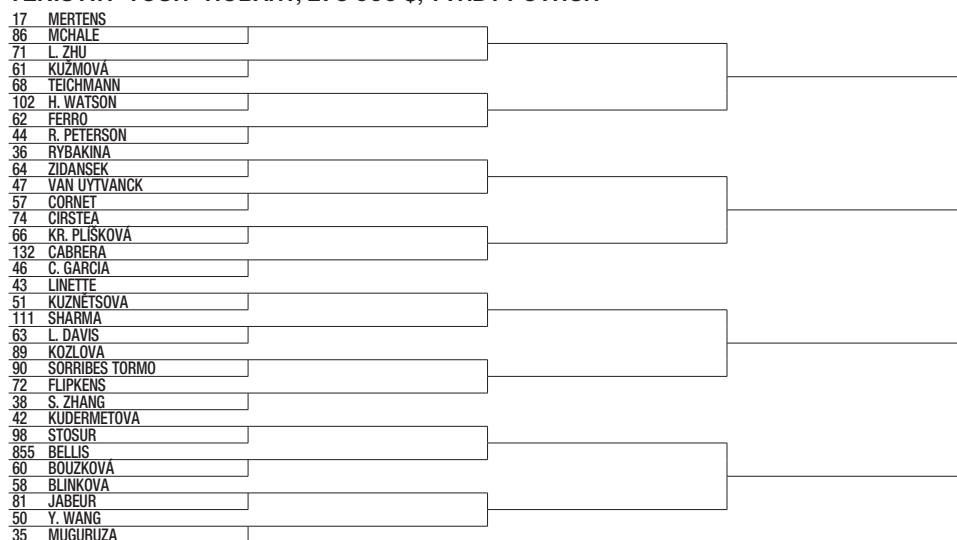 17 MERTENS
86 MCHALE
71 L. ZHU
61 KUŽMOVÁ
68 TEICHMANN
102 H. WATSON
62 FERRO
44 R. PETERSON
36 RYBAKINA
64 ZIDANSEK
47 VAN UYTVANCK
57 CORNET
74 CIRSTEA
66 KR. PLÍŠKOVÁ
132 CABRERA
46 C. GARCIA
43 LINETTE
51 KUZNĚTSOVA
111 SHARMA
63 L. DAVIS
89 KOZLOVA
90 SORRIBES TORMO
72 FLIPKENS
38 S. ZHANG
42 KUDERMETOVA
98 STOSUR
855 BELLIS
60 BOUZKOVÁ
58 BLINKOVA
81 JABEUR
50 Y. WANG
35 MUGURUZA